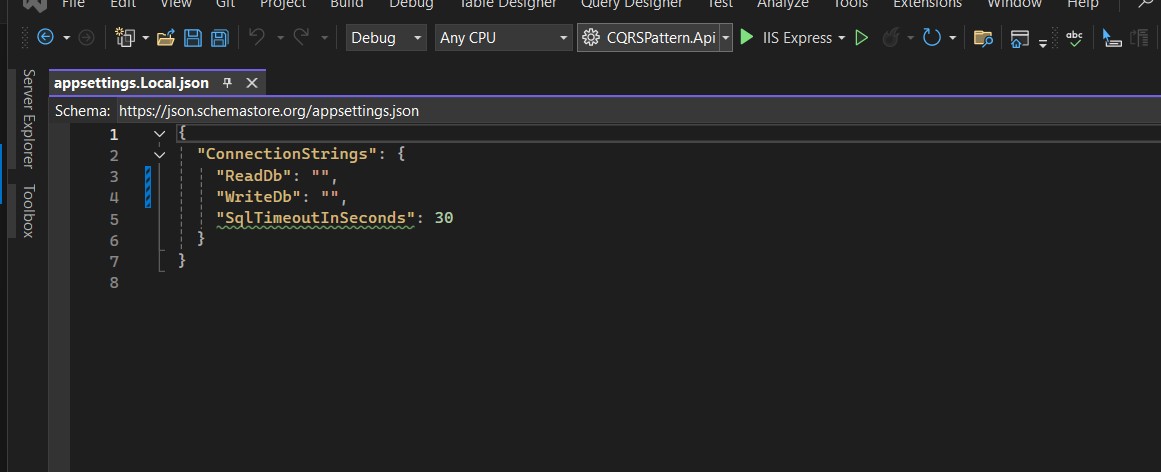 File Edit View Git Project Build Debug Table Designer Query Designer Test Analyze Tools Extensions Window Help
Debug Any CPU CQRSPattern.Api IIS Express abc
Server Explorer
Toolbox
appsettings.Local.json
Schema: https://json.schemastore.org/appsettings.json
1 {
2 "ConnectionStrings": {
3 "ReadDb": "",
4 "WriteDb": "",
5 "SqlTimeoutInSeconds": 30
6 }
7 }
8